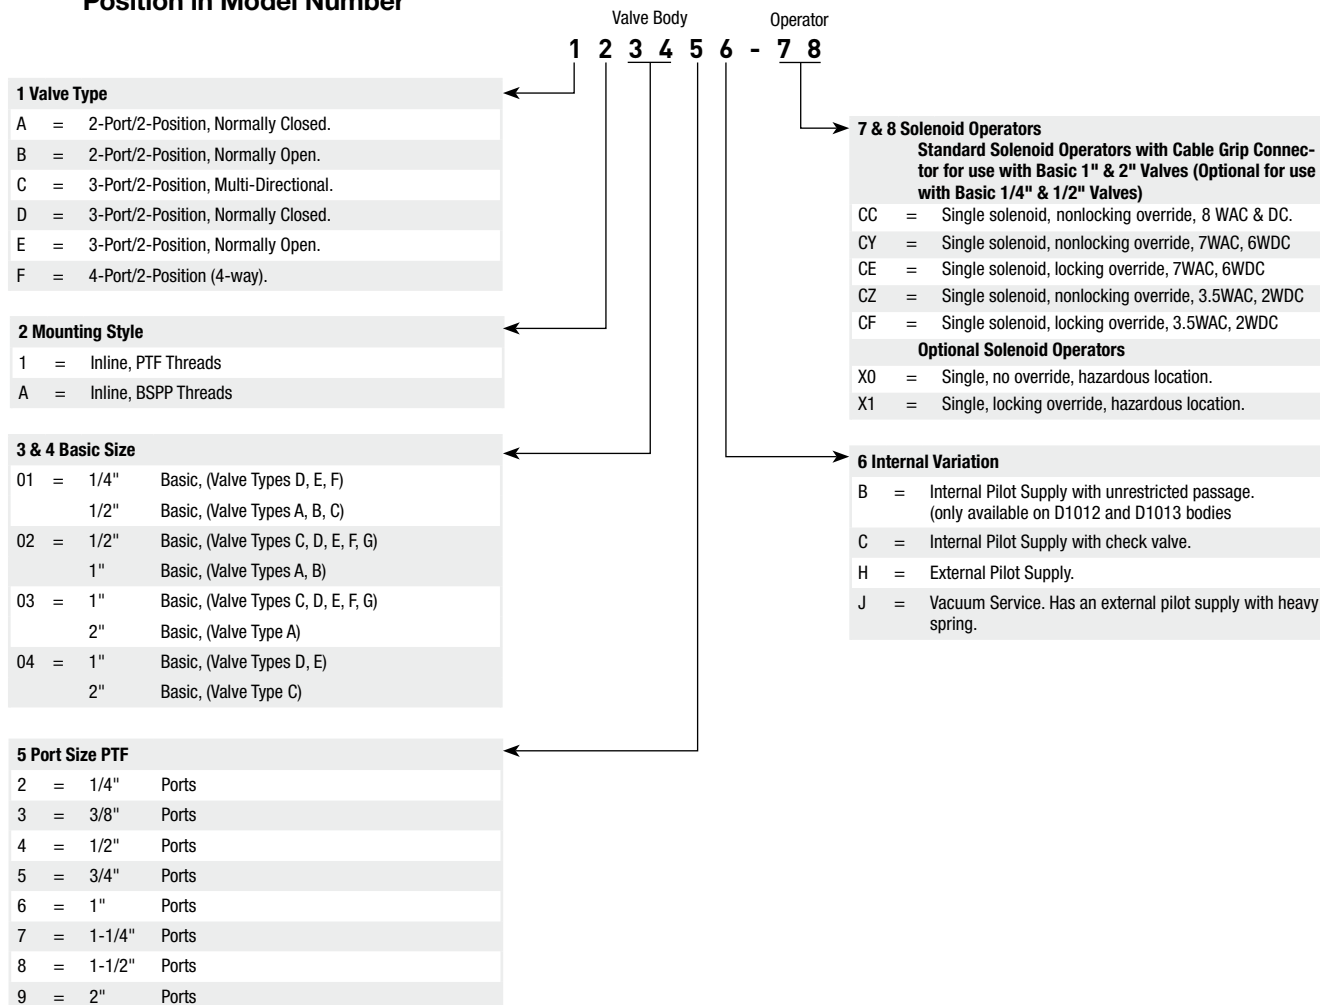 Position in Model Number
Valve Body
Operator
1 2 3 4 5 6 - 7 8
1 Valve Type
A = 2-Port/2-Position, Normally Closed.
B = 2-Port/2-Position, Normally Open.
C = 3-Port/2-Position, Multi-Directional.
D = 3-Port/2-Position, Normally Closed.
E = 3-Port/2-Position, Normally Open.
F = 4-Port/2-Position (4-way).
2 Mounting Style
1 = Inline, PTF Threads
A = Inline, BSPP Threads
3 & 4 Basic Size
01 = 1/4" Basic, (Valve Types D, E, F)
1/2" Basic, (Valve Types A, B, C)
02 = 1/2" Basic, (Valve Types C, D, E, F, G)
1" Basic, (Valve Types A, B)
03 = 1" Basic, (Valve Types C, D, E, F, G)
2" Basic, (Valve Type A)
04 = 1" Basic, (Valve Types D, E)
2" Basic, (Valve Type C)
5 Port Size PTF
2 = 1/4" Ports
3 = 3/8" Ports
4 = 1/2" Ports
5 = 3/4" Ports
6 = 1" Ports
7 = 1-1/4" Ports
8 = 1-1/2" Ports
9 = 2" Ports
7 & 8 Solenoid Operators
Standard Solenoid Operators with Cable Grip Connec-
tor for use with Basic 1" & 2" Valves (Optional for use
with Basic 1/4" & 1/2" Valves)
CC = Single solenoid, nonlocking override, 8 WAC & DC.
CY = Single solenoid, nonlocking override, 7WAC, 6WDC
CE = Single solenoid, locking override, 7WAC, 6WDC
CZ = Single solenoid, nonlocking override, 3.5WAC, 2WDC
CF = Single solenoid, locking override, 3.5WAC, 2WDC
Optional Solenoid Operators
X0 = Single, no override, hazardous location.
X1 = Single, locking override, hazardous location.
6 Internal Variation
B = Internal Pilot Supply with unrestricted passage.
(only available on D1012 and D1013 bodies
C = Internal Pilot Supply with check valve.
H = External Pilot Supply.
J = Vacuum Service. Has an external pilot supply with heavy
spring.